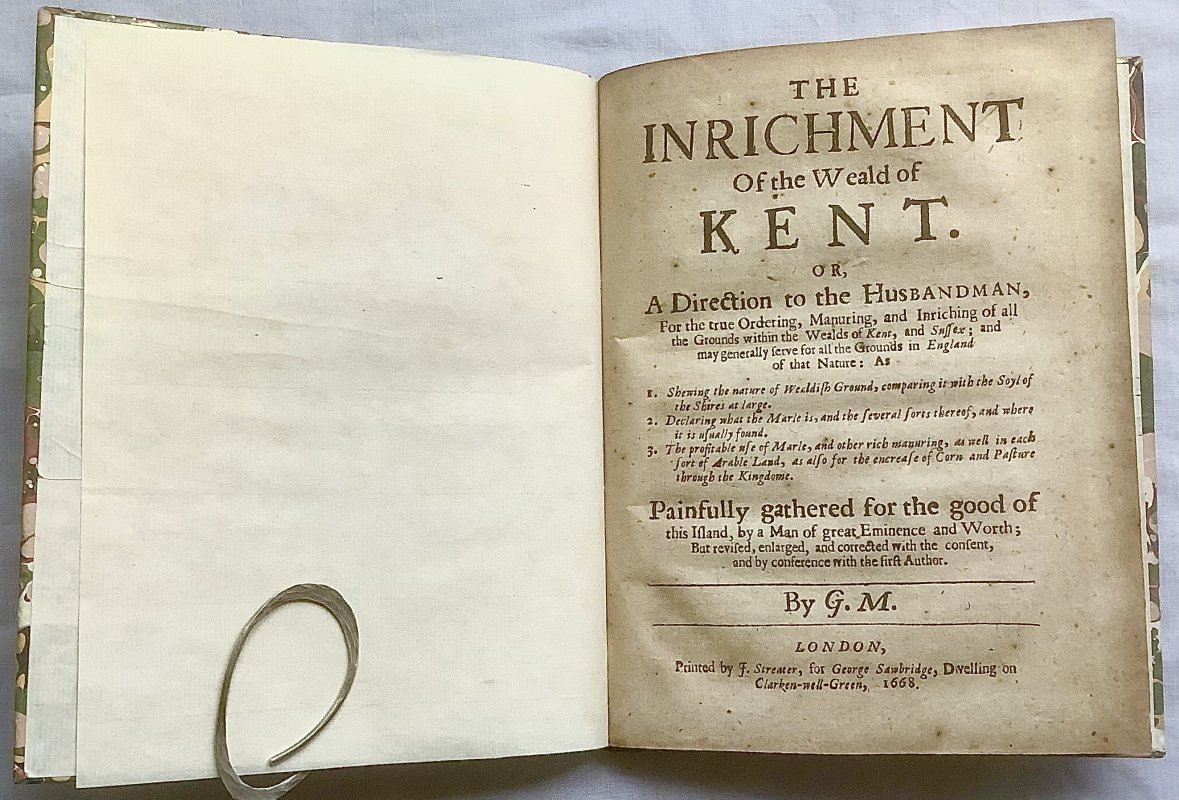 THE
INRICHMENT
Of the Weald of
KENT.
OR,
A Direction to the HUSBANDMAN,
For the true Ordering, Manuring, and Inriching of all
the Grounds within the Wealds of Kent, and Suſſex; and
may generally ſerve for all the Grounds in England
of that Nature: As
1. Shewing the nature of Wealdiſh Ground, comparing it with the Soyl of
the Shires at large.
2. Declaring what the Marle is, and the ſeveral ſorts thereof, and where
it is uſually found.
3. The profitable uſe of Marle, and other rich manuring, as well in each
ſort of Arable Land, as alſo for the encreaſe of Corn and Paſture
through the Kingdome.
Painfully gathered for the good of
this Iſland, by a Man of great Eminence and Worth;
But reviſed, enlarged, and corrected with the conſent,
and by conference with the firſt Author.
By G. M.
LONDON,
Printed by J. Streater, for George Sawbridge, Dwelling on
Clarken-well-Green, 1668.